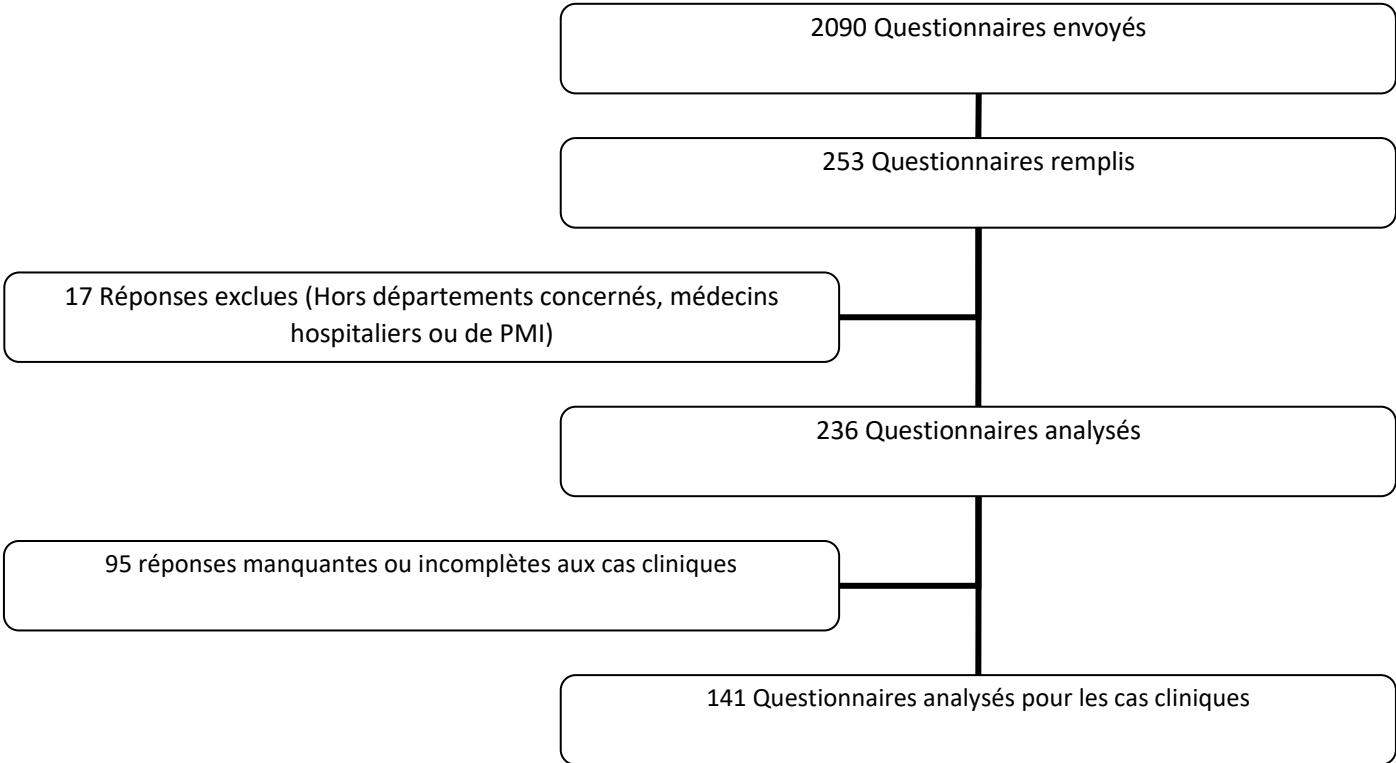 2090 Questionnaires envoyés
253 Questionnaires remplis
17 Réponses exclues (Hors départements concernés, médecins
hospitaliers ou de PMI)
236 Questionnaires analysés
95 réponses manquantes ou incomplètes aux cas cliniques
141 Questionnaires analysés pour les cas cliniques